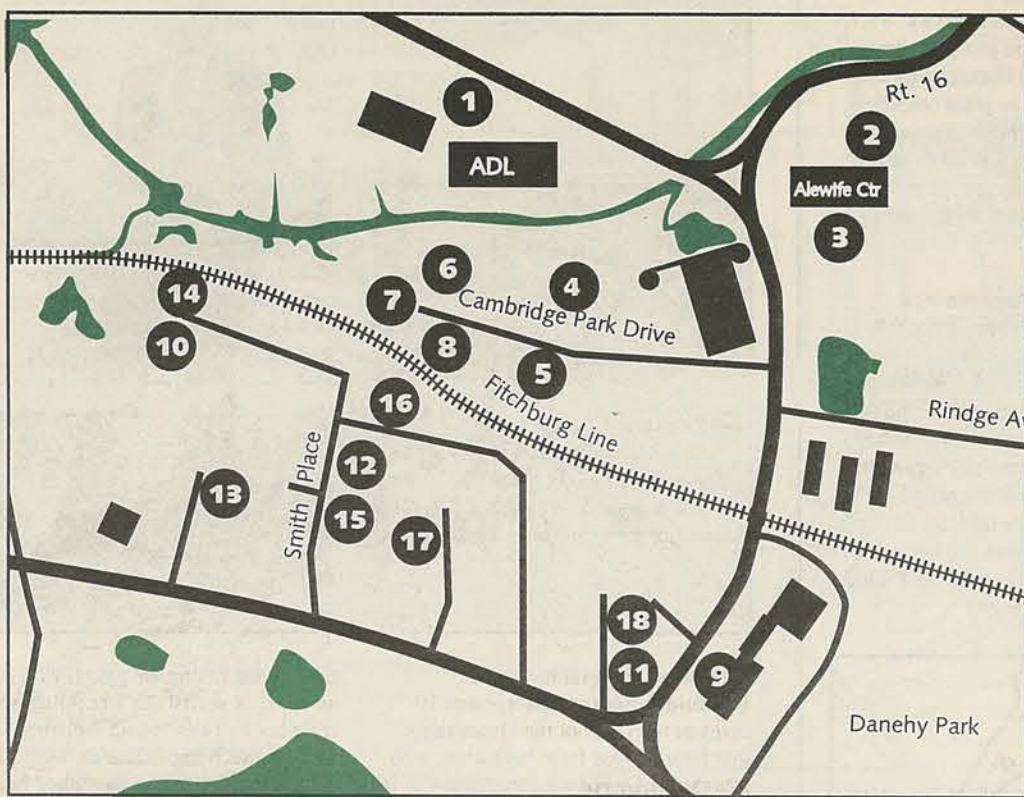 Rt. 16
1
2
ADL
Alewife Ctr
3
6
4
14
7
Cambridge Park Drive
10
8
5
Fitchburg Line
16
Rindge Av
12
Smith Place
13
15
17
18
11
9
Danehy Park